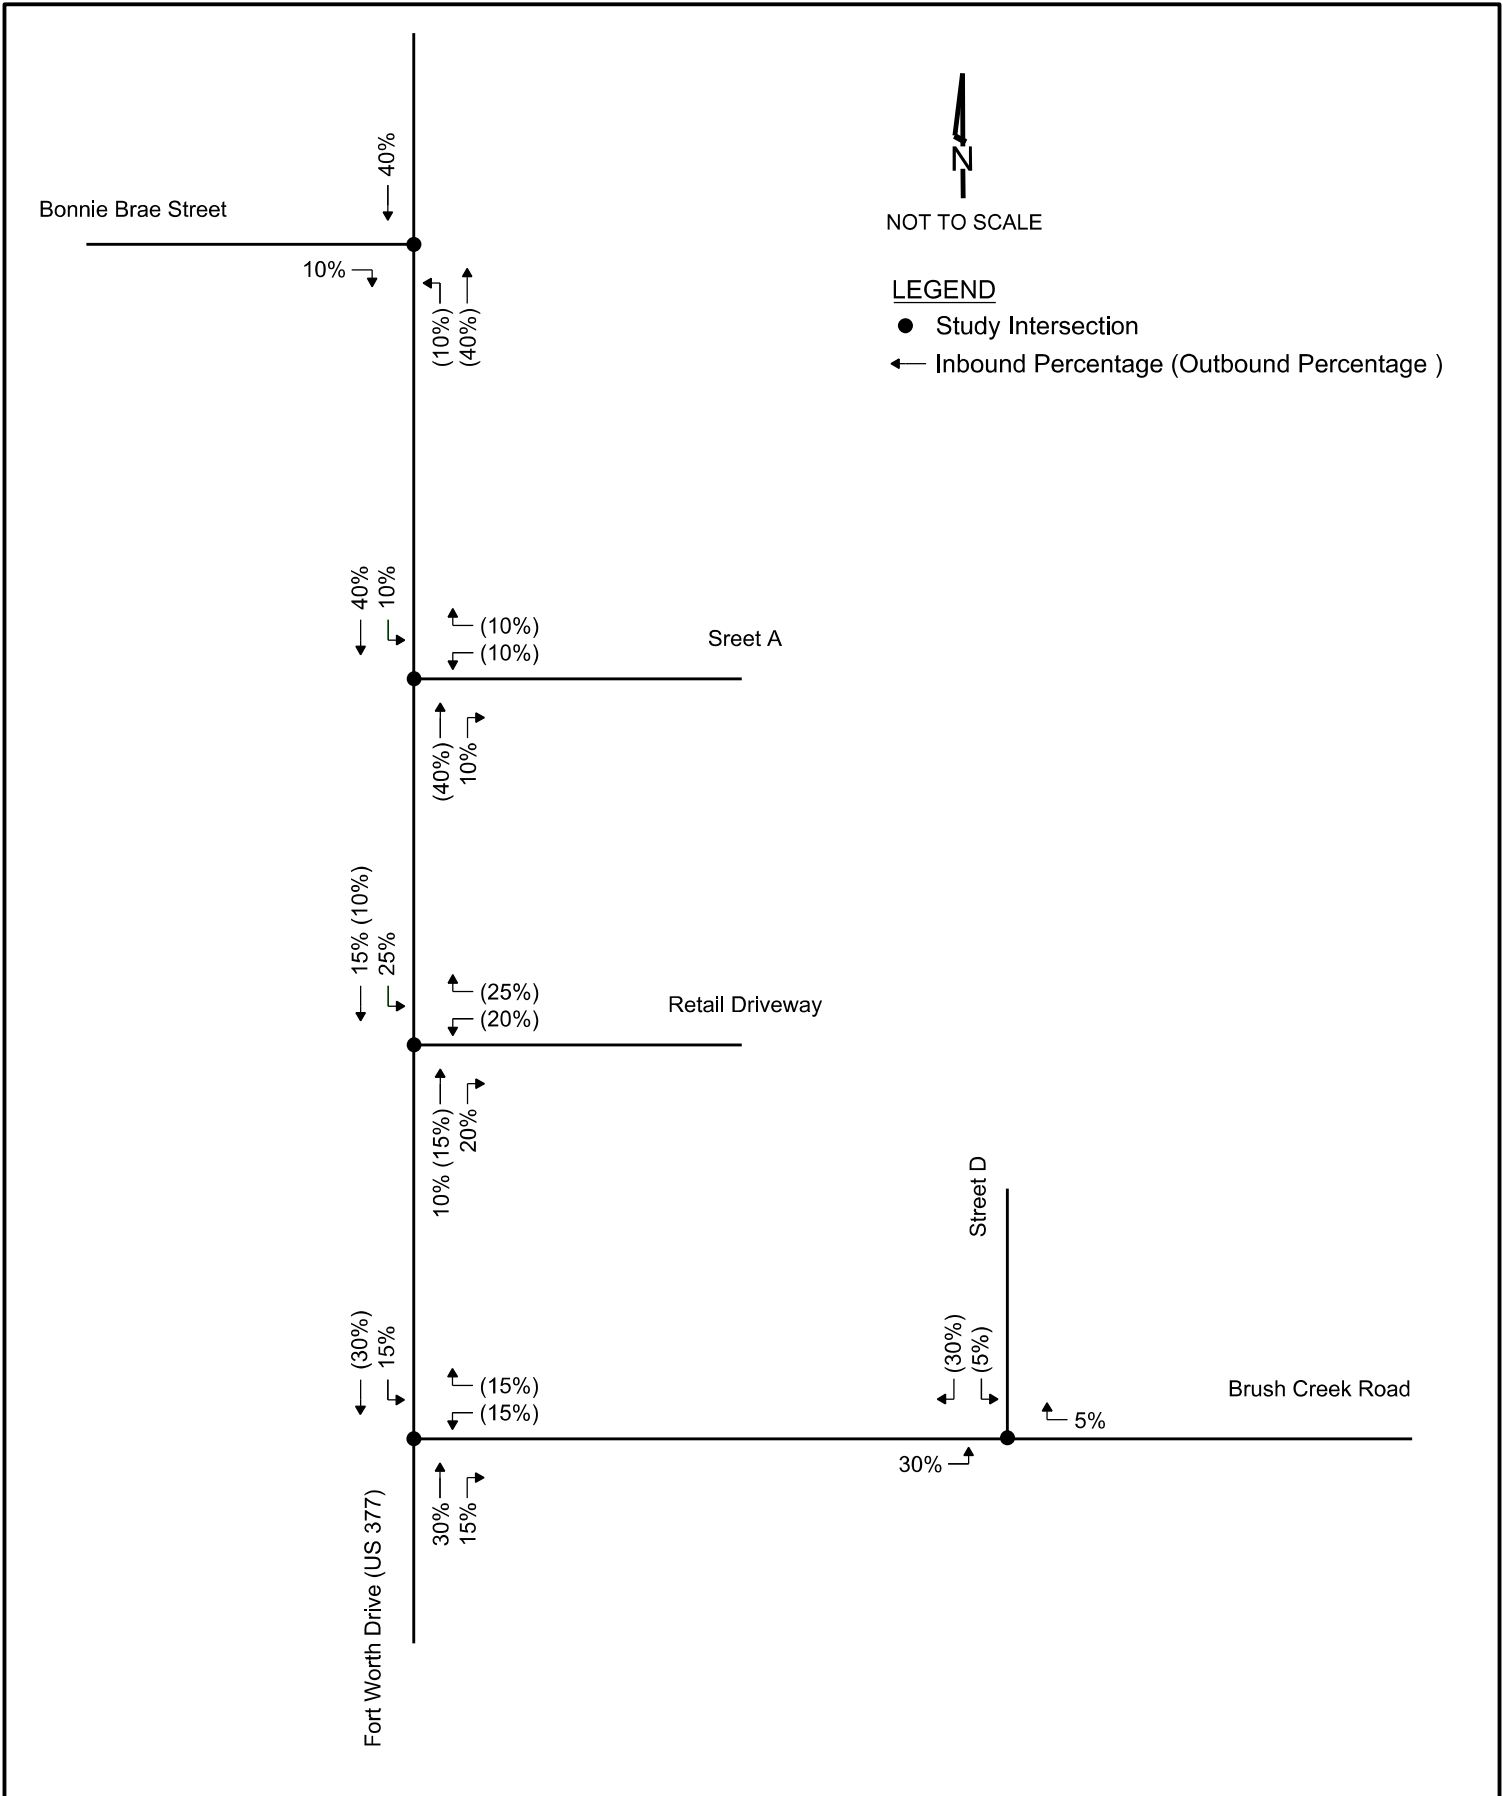 40%
N
Bonnie Brae Street
NOT TO SCALE
10%
(10%)
(40%)
LEGEND
Study Intersection
Inbound Percentage (Outbound Percentage )
40%
10%
(10%)
(10%)
Sreet A
(40%)
10%
15% (10%)
25%
(25%)
(20%)
Retail Driveway
10% (15%)
20%
Street D
(30%)
15%
(15%)
(15%)
(30%)
(5%)
5%
Brush Creek Road
30%
30%
15%
Fort Worth Drive (US 377)